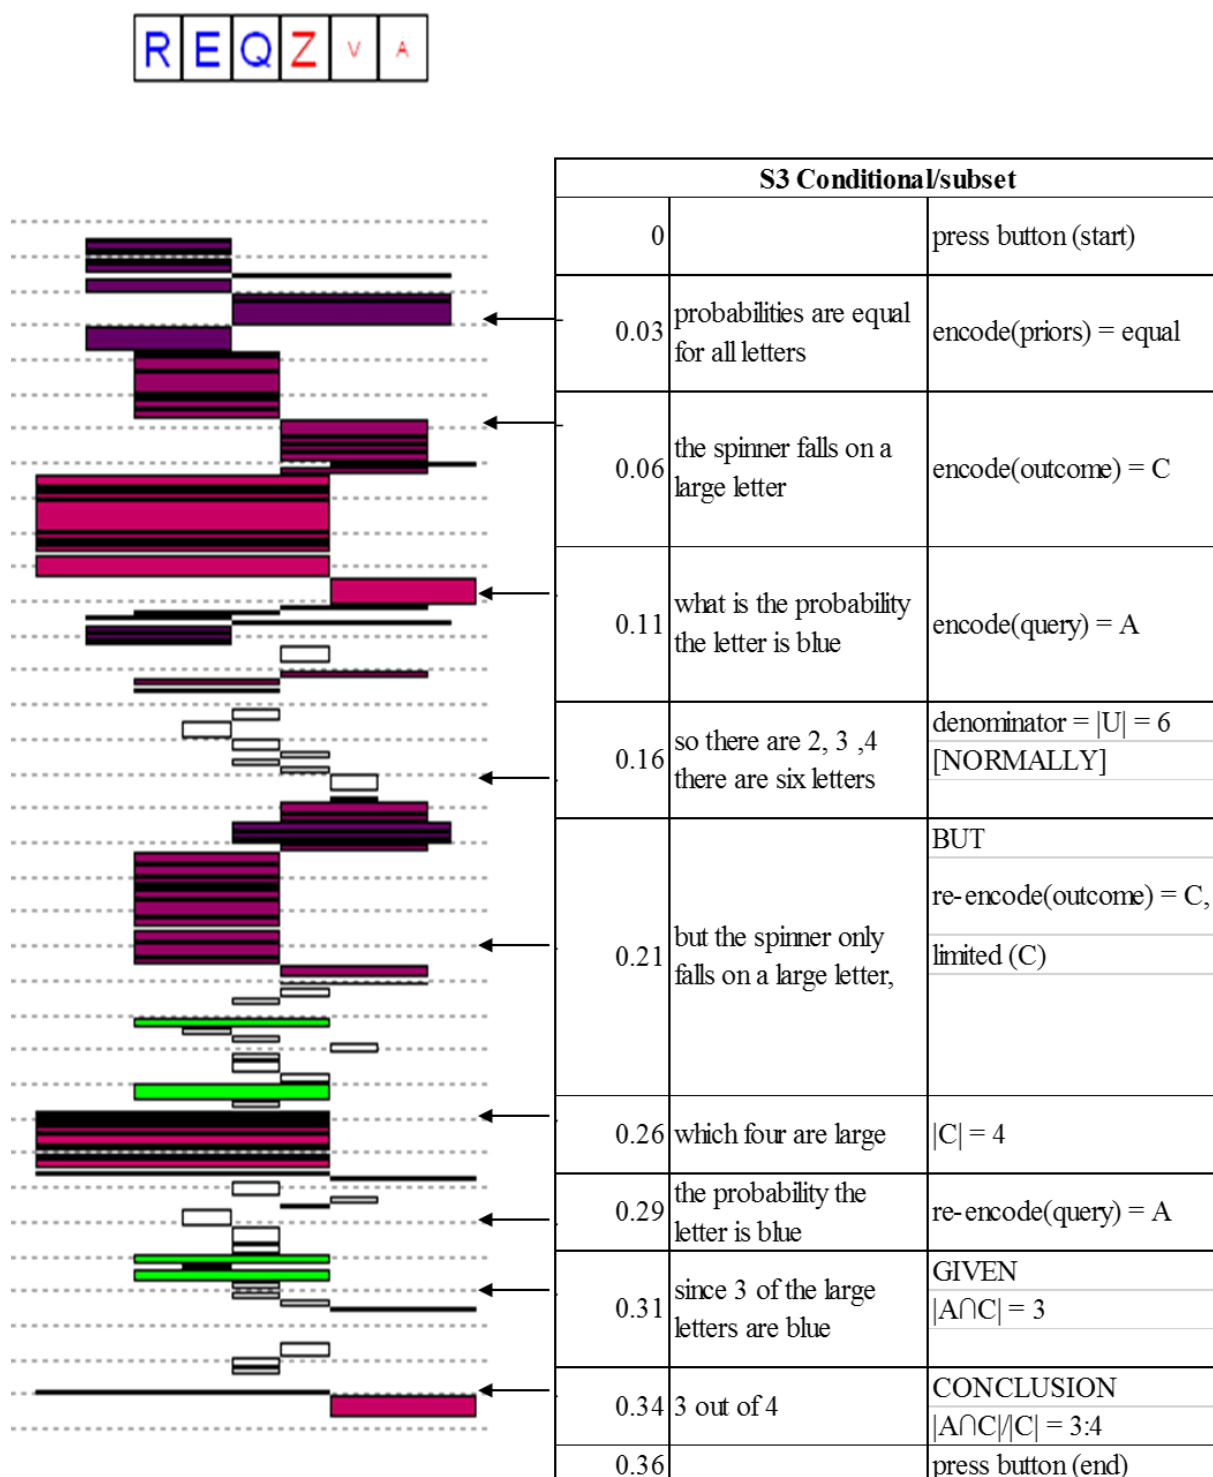 R E Q Z V A
S3 Conditional/subset
0 press button (start)
0.03 probabilities are equal for all letters encode(priors) = equal
0.06 the spinner falls on a large letter encode(outcome) = C
0.11 what is the probability the letter is blue encode(query) = A
0.16 so there are 2, 3 ,4 there are six letters denominator = |U| = 6 [NORMALLY]
0.21 but the spinner only falls on a large letter, BUT re-encode(outcome) = C, limited (C)
0.26 which four are large |C| = 4
0.29 the probability the letter is blue re-encode(query) = A
0.31 since 3 of the large letters are blue GIVEN |A∩C| = 3
0.34 3 out of 4 CONCLUSION |A∩C|/|C| = 3:4
0.36 press button (end)